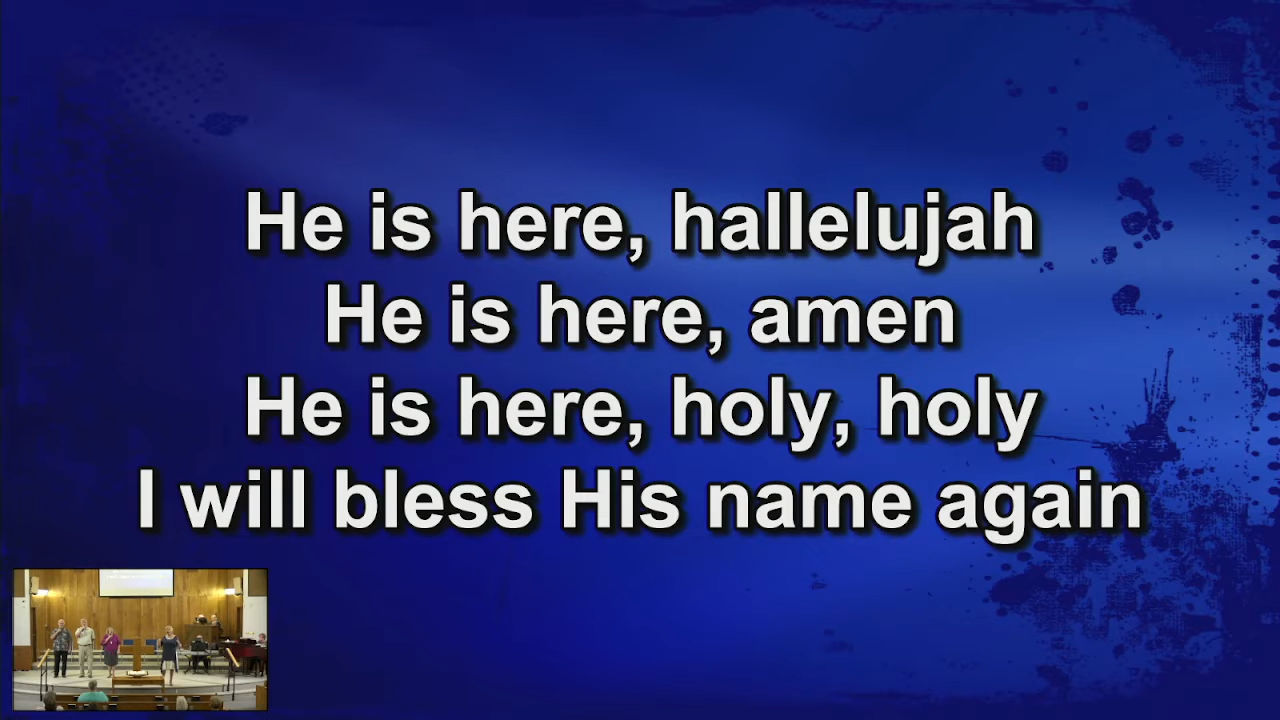 He is here, hallelujah
He is here, amen
He is here, holy, holy
I will bless His name again